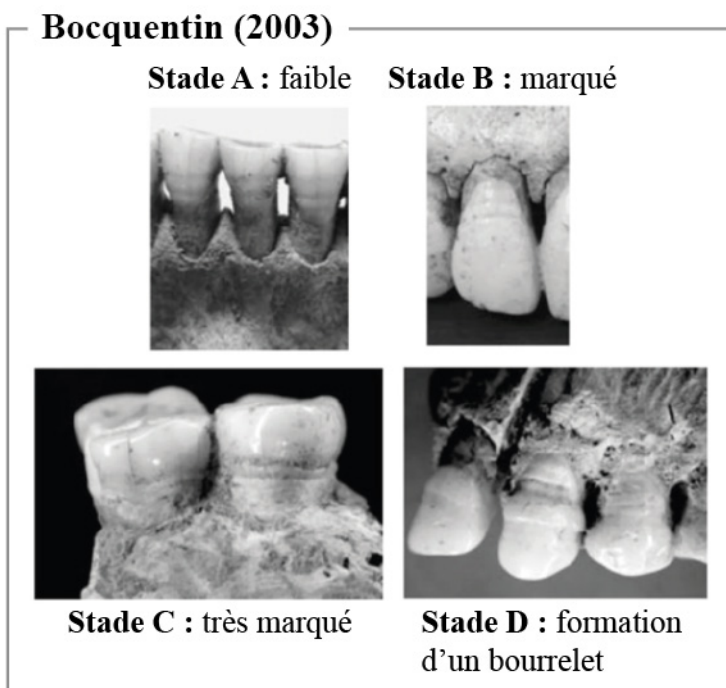 Bocquentin (2003)
Stade A : faible
Stade B : marqué
Stade C : très marqué
Stade D : formation
d’un bourrelet